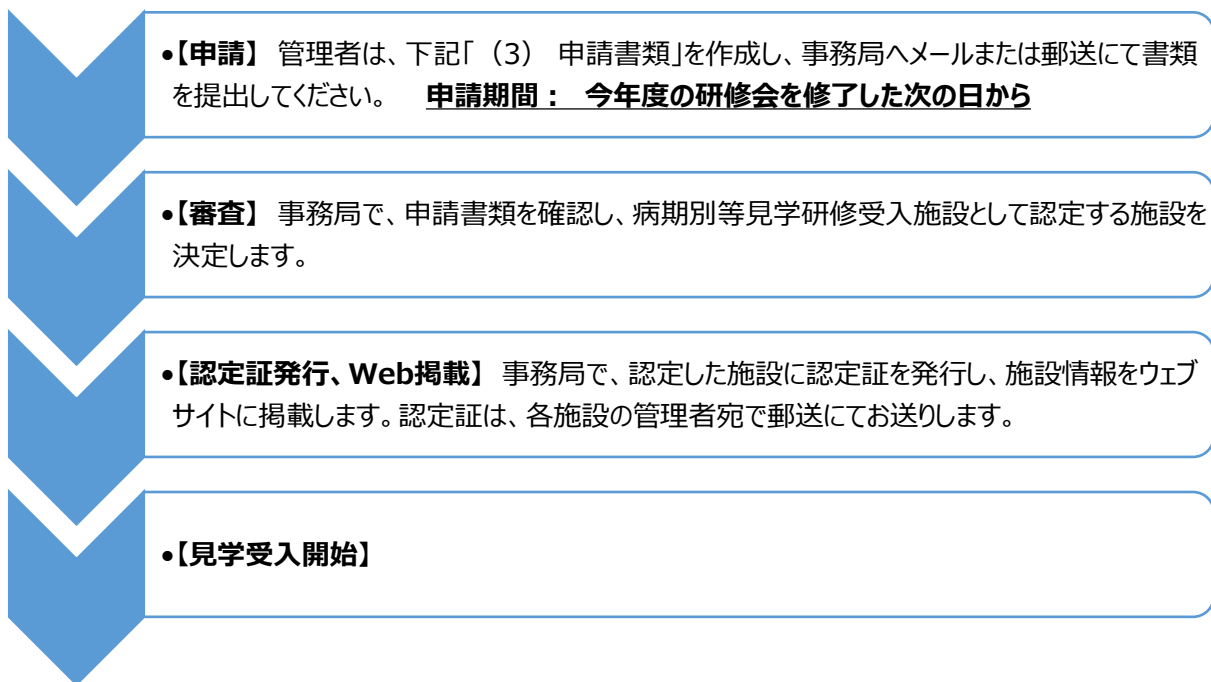 •【申請】 管理者は、下記「（3） 申請書類」を作成し、事務局へメールまたは郵送にて書類
を提出してください。 申請期間： 今年度の研修会を修了した次の日から
•【審査】 事務局で、申請書類を確認し、病期別等見学研修受入施設として認定する施設を
決定します。
•【認定証発行、Web掲載】 事務局で、認定した施設に認定証を発行し、施設情報をウェブ
サイトに掲載します。認定証は、各施設の管理者宛で郵送にてお送りします。
•【見学受入開始】